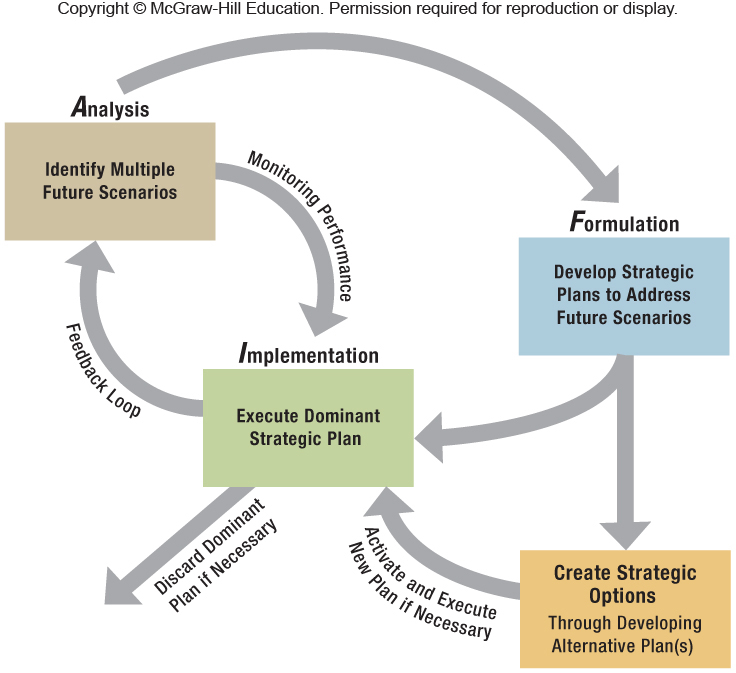 Copyright © McGraw-Hill Education. Permission required for reproduction or display.
Analysis
Identify Multiple
Future Scenarios
Monitoring Performance
Formulation
Develop Strategic
Plans to Address
Future Scenarios
Feedback Loop
Implementation
Execute Dominant
Strategic Plan
Discard Dominant
Plan if Necessary
Activate and Execute
New Plan if Necessary
Create Strategic
Options
Through Developing
Alternative Plan(s)